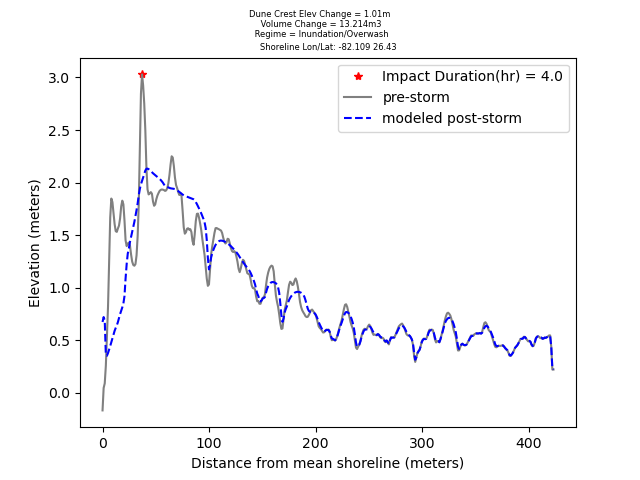 Dune Crest Elev Change = 1.01m
Volume Change = 13.214m3
Regime = Inundation/Overwash
Shoreline Lon/Lat: -82.109 26.43
Impact Duration(hr) = 4.0
pre-storm
modeled post-storm
Elevation (meters)
3.0
2.5
2.0
1.5
1.0
0.5
0.0
0 100 200 300 400
Distance from mean shoreline (meters)